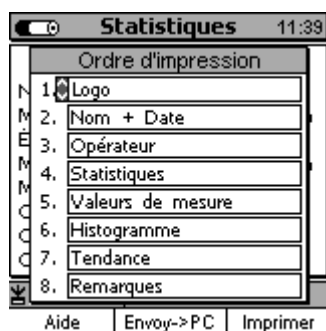 Statistiques 11:39
Ordre d'impression
1. Logo
2. Nom + Date
3. Opérateur
4. Statistiques
5. Valeurs de mesure
6. Histogramme
7. Tendance
8. Remarques
Aide Envoy->PC Imprimer